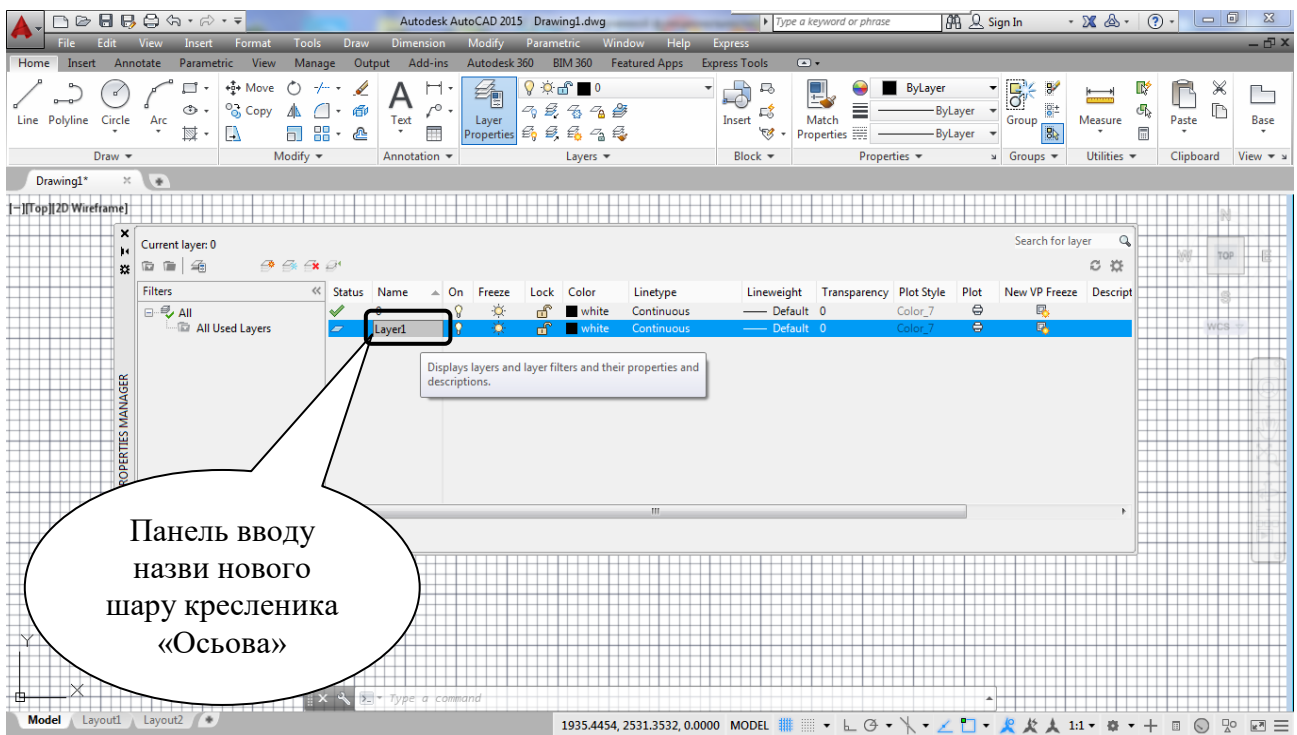 Autodesk AutoCAD 2015 Drawing1.dwg Type a keyword or phrase Sign In
File Edit View Insert Format Tools Draw Dimension Modify Parametric Window Help Express
Home Insert Annotate Parametric View Manage Output Add-ins Autodesk 360 BIM 360 Featured Apps Express Tools
Move 0 ByLayer
Copy ByLayer
Line Polyline Circle Arc Text Layer Properties Insert Match Properties ByLayer Group Measure Paste Base
Draw Modify Annotation Layers Block Properties Groups Utilities Clipboard View
Drawing1*
[−][Top][2D Wireframe]
N
Current layer: 0 Search for layer
W TOP E
Filters Status Name On Freeze Lock Color Linetype Lineweight Transparency Plot Style Plot New VP Freeze Descript
S
All 0 white Continuous Default 0 Color_7
All Used Layers Layer1 white Continuous Default 0 Color_7
WCS
Displays layers and layer filters and their properties and
descriptions.
PROPERTIES MANAGER
Панель вводу
назви нового
шару кресленика
«Осьова»
Y
X
Type a command
Model Layout1 Layout2 1935.4454, 2531.3532, 0.0000 MODEL 1:1